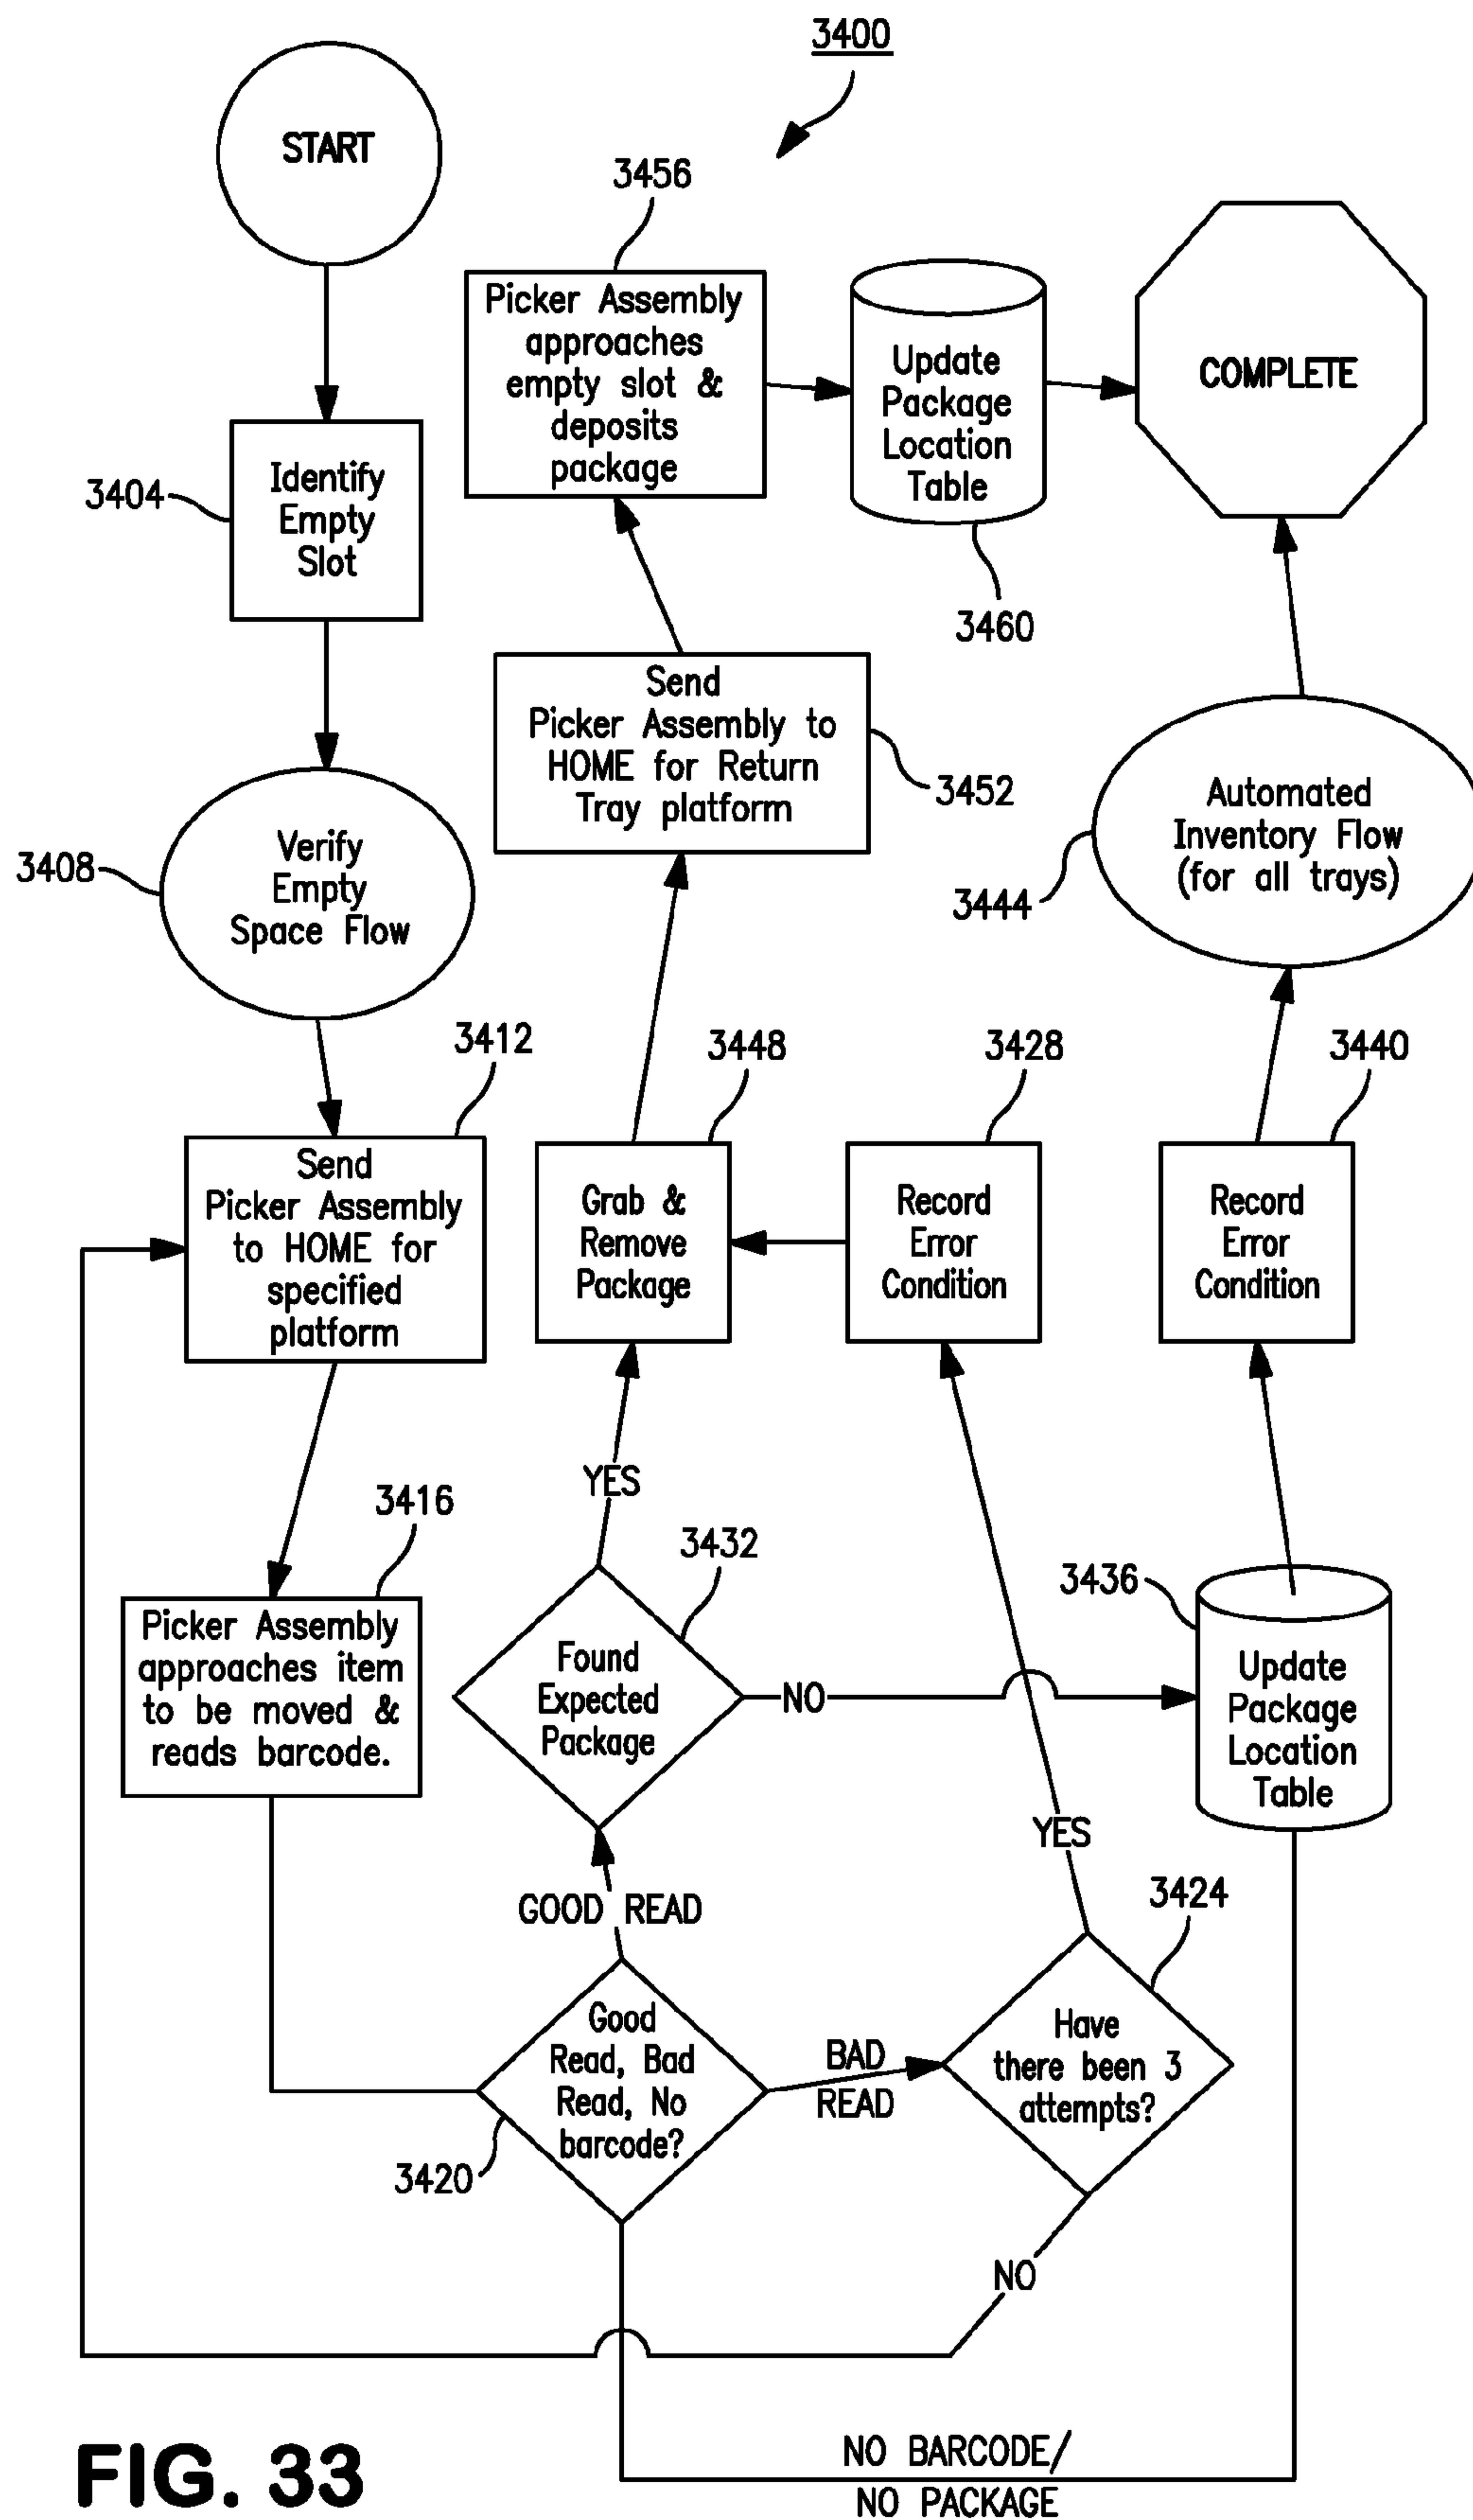 3400
START
3456
Picker Assembly
approaches
empty slot &
deposits
package
Update
Package
Location
Table
3460
COMPLETE
3404
Identify
Empty
Slot
Send
Picker Assembly to
HOME for Return
Tray platform
3452
Automated
Inventory Flow
(for all trays)
3444
3408
Verify
Empty
Space Flow
3412
Send
Picker Assembly
to HOME for
specified
platform
3448
Grab &
Remove
Package
3428
Record
Error
Condition
3440
Record
Error
Condition
YES
3416
Picker Assembly
approaches item
to be moved &
reads barcode.
3432
Found
Expected
Package
NO
3436
Update
Package
Location
Table
YES
GOOD READ
3424
Have
there been 3
attempts?
Good
Read, Bad
Read, No
barcode?
3420
BAD
READ
NO
NO BARCODE/
NO PACKAGE
FIG. 33